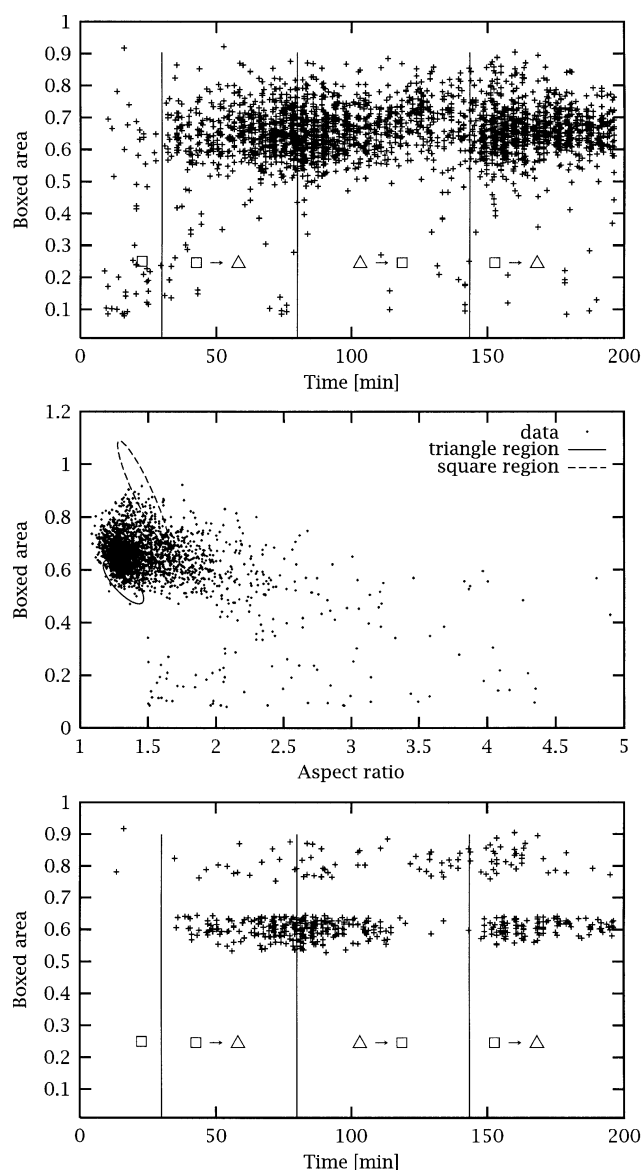 1
0.9
0.8
0.7
0.6
0.5
0.4
0.3
0.2
0.1
Boxed area
□ □ → △ △ → □ □ → △
0 50 100 150 200
Time [min]
1.2
1
0.8
0.6
0.4
0.2
0
Boxed area
data
triangle region
square region
1 1.5 2 2.5 3 3.5 4 4.5 5
Aspect ratio
1
0.9
0.8
0.7
0.6
0.5
0.4
0.3
0.2
0.1
Boxed area
□ □ → △ △ → □ □ → △
0 50 100 150 200
Time [min]